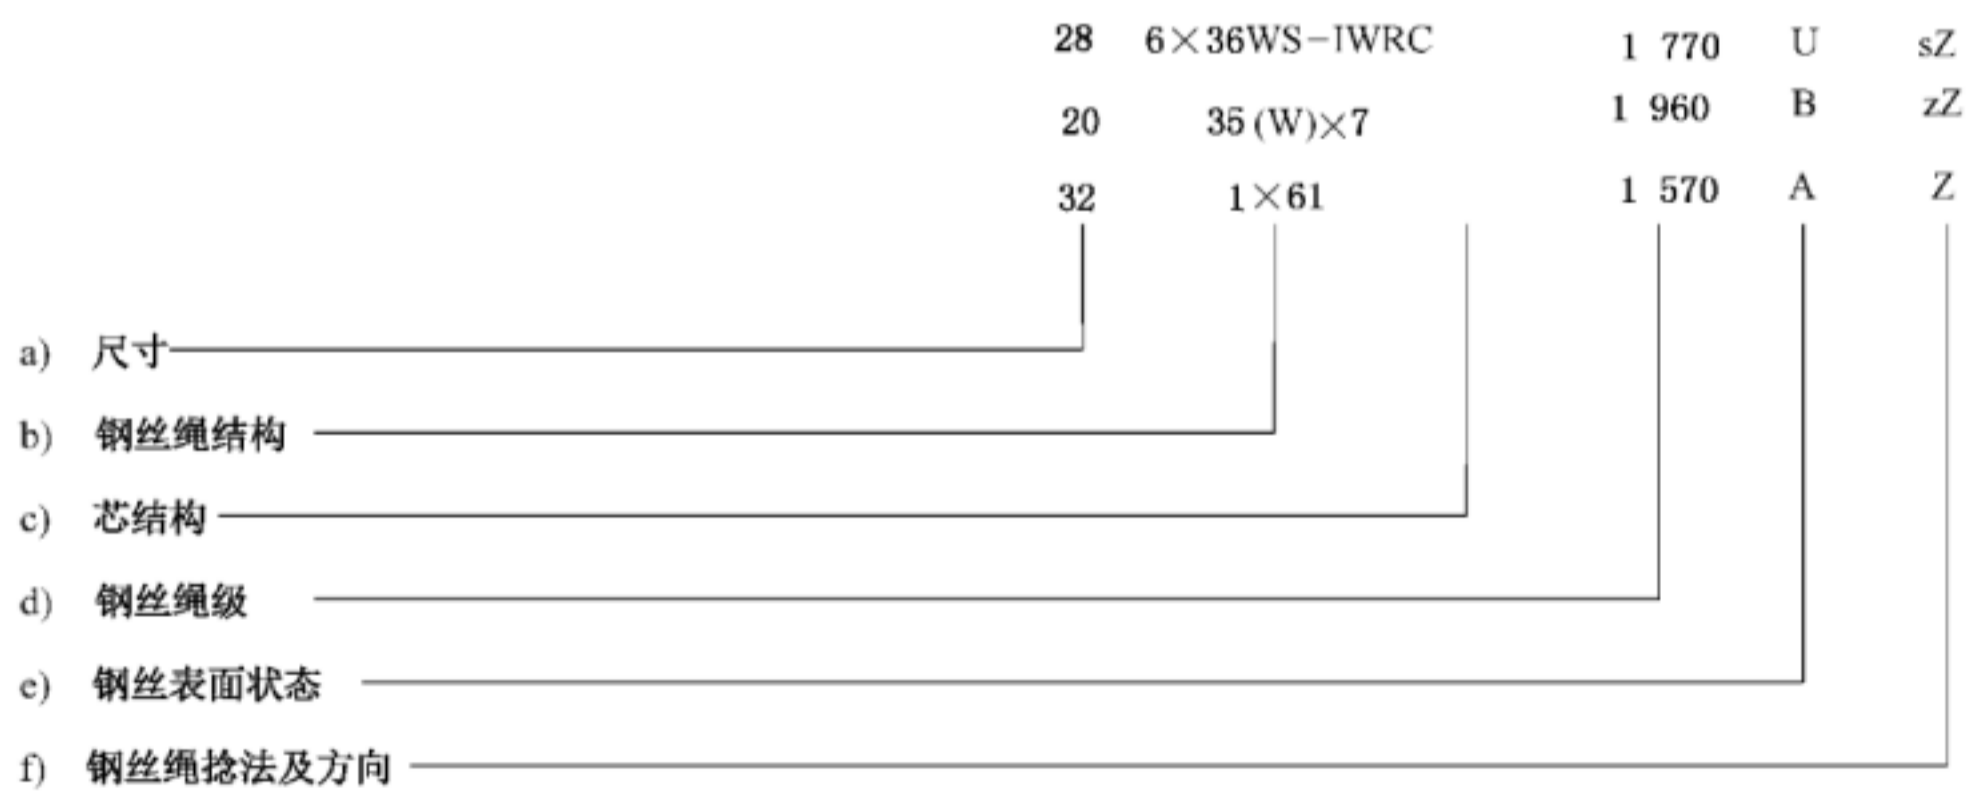 28 6×36WS-IWRC 1 770 U sZ
20 35(W)×7 1 960 B zZ
32 1×61 1 570 A Z
a) 尺寸
b) 钢丝绳结构
c) 芯结构
d) 钢丝绳级
e) 钢丝表面状态
f) 钢丝绳捻法及方向